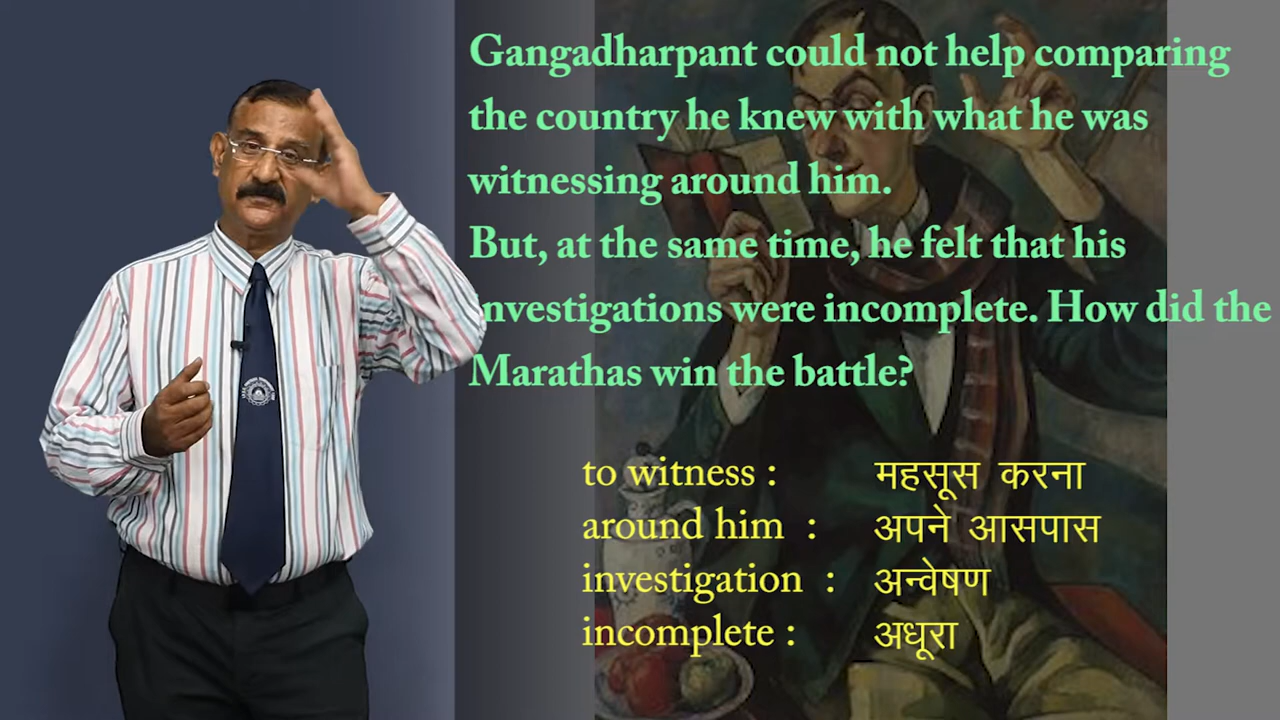 Gangadharpant could not help comparing
the country he knew with what he was
witnessing around him.
But, at the same time, he felt that his
investigations were incomplete. How did the
Marathas win the battle?
to witness : महसूस करना
around him : अपने आसपास
investigation : अन्वेषण
incomplete : अधूरा